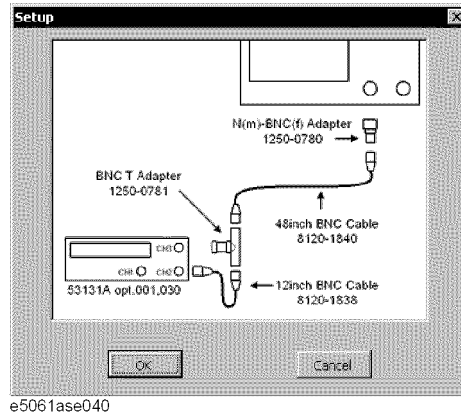 Setup
N(m)-BNC(f) Adapter
1250-0780
BNC T Adapter
1250-0781
48inch BNC Cable
8120-1840
CH3
CH1 CH2
53131A opt.001,030
12inch BNC Cable
8120-1838
OK
Cancel
e5061ase040